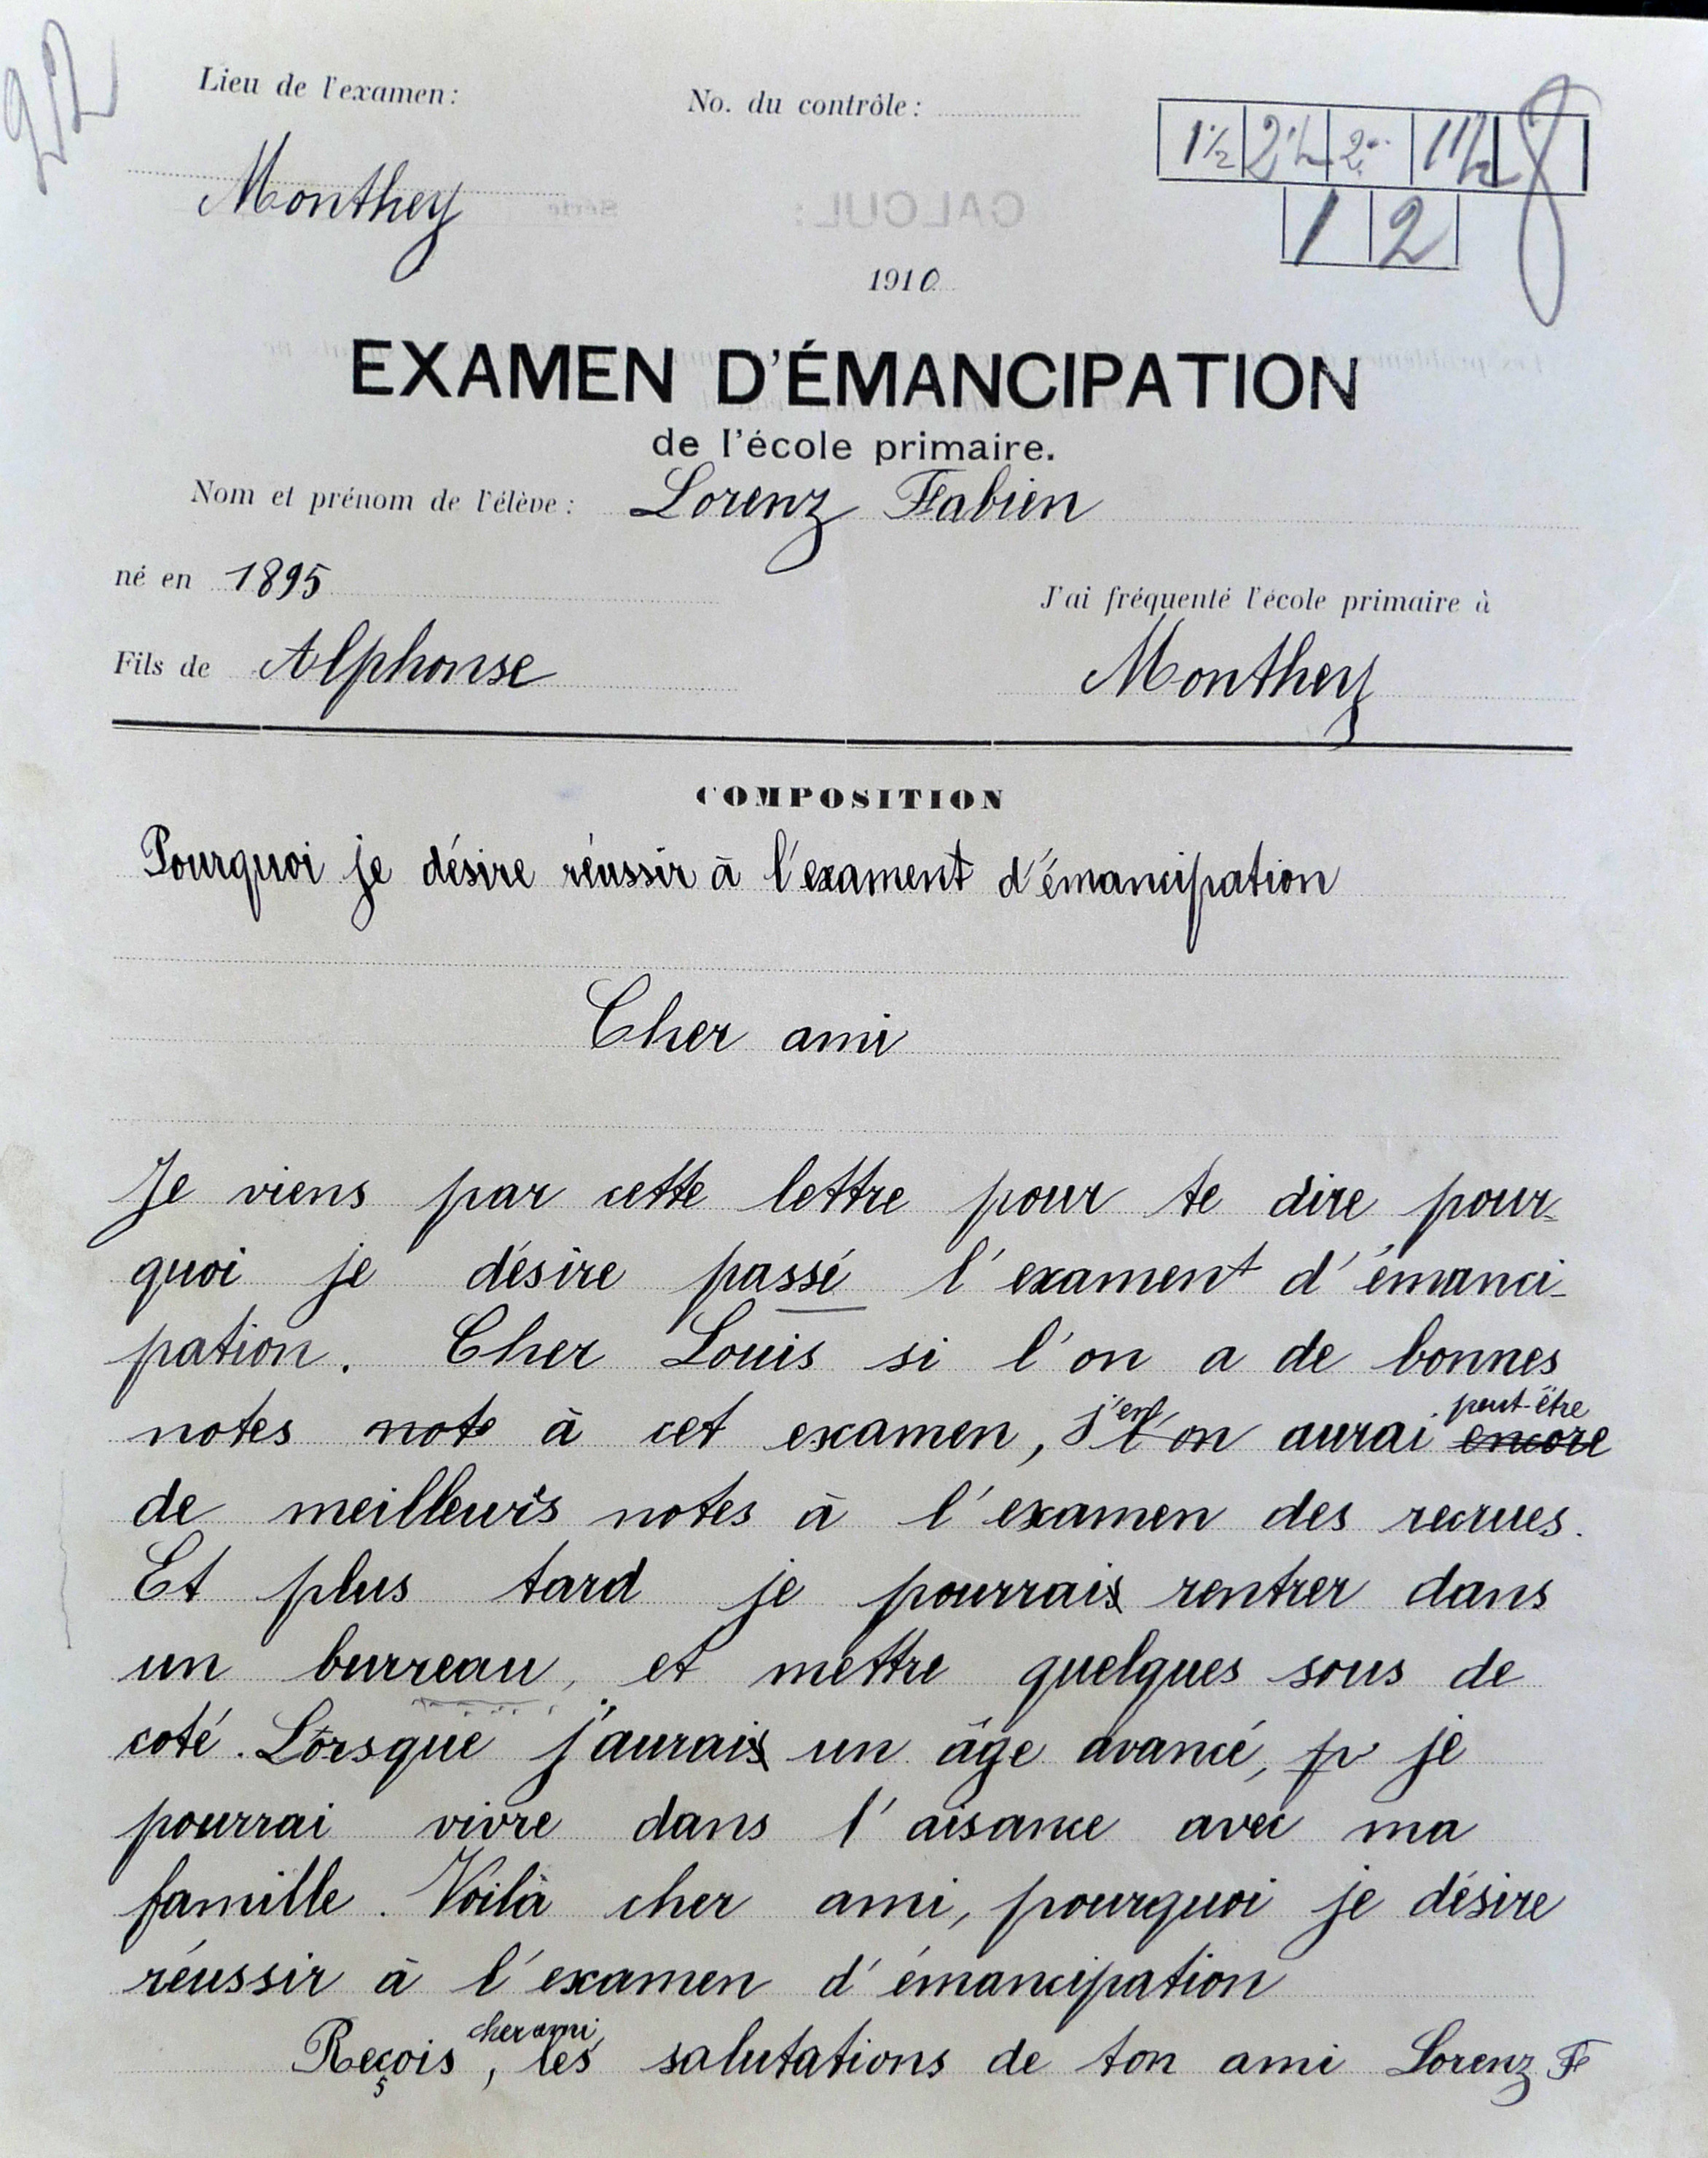 92
Lieu de l'examen:
No. du contrôle:
1½ 2½ 2 1½ 8
Monthey
1 2
1910
EXAMEN D'ÉMANCIPATION
de l'école primaire.
Nom et prénom de l'élève: Lorenz Fabien
né en 1895
J'ai fréquenté l'école primaire à
Fils de Alphonse
Monthey
COMPOSITION
Pourquoi je désire réussir à l'exament d'émancipation
Cher ami
Je viens par cette lettre pour te dire pour-
quoi je désire passé l'exament d'émanci-
pation. Cher Louis si l'on a de bonnes
peut-être
notes note à cet examen, j'en l'on aurai encore
de meilleurs notes à l'examen des recrues.
Et plus tard je pourrais rentrer dans
un burreau, et mettre quelques sous de
coté. Lorsque j'aurais un âge avancé, p je
pourrai vivre dans l'aisance avec ma
famille. Voilà cher ami, pourquoi je désire
réussir à l'examen d'émancipation
cher ami,
Reçois, les salutations de ton ami Lorenz F
5